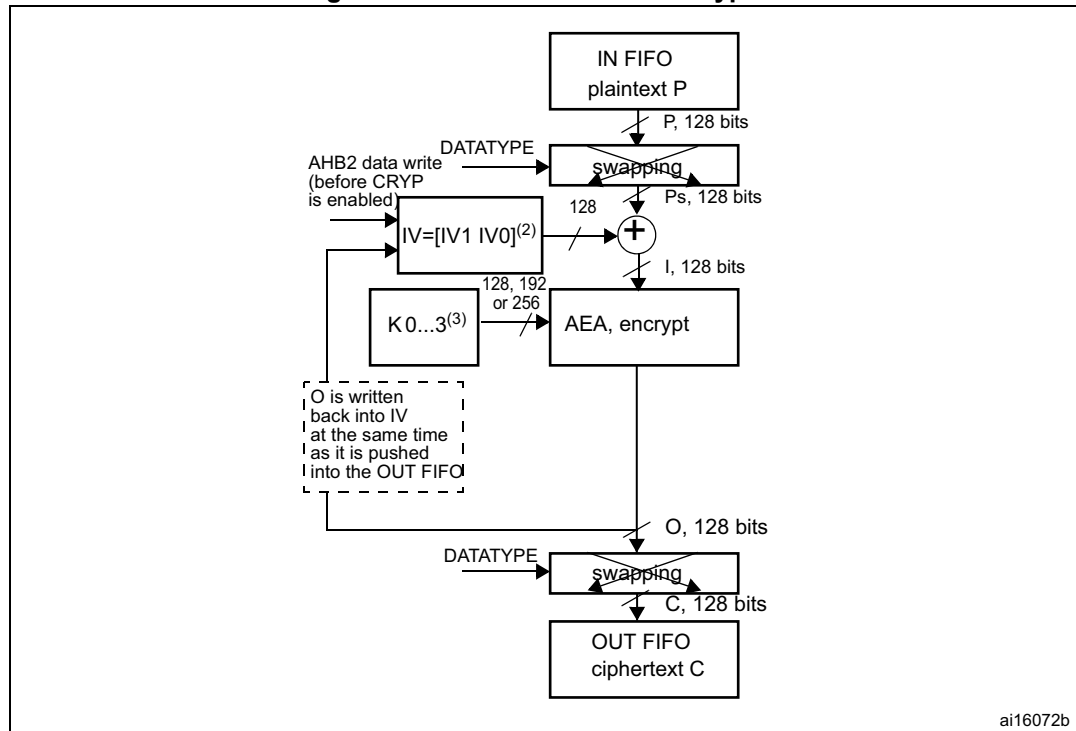 IN FIFO
plaintext P
P, 128 bits
DATATYPE
swapping
AHB2 data write
(before CRYP
is enabled)
Ps, 128 bits
128
IV=[IV1 IV0](2)
+
I, 128 bits
128, 192
or 256
K 0...3(3)
AEA, encrypt
O is written
back into IV
at the same time
as it is pushed
into the OUT FIFO
O, 128 bits
DATATYPE
swapping
C, 128 bits
OUT FIFO
ciphertext C
ai16072b